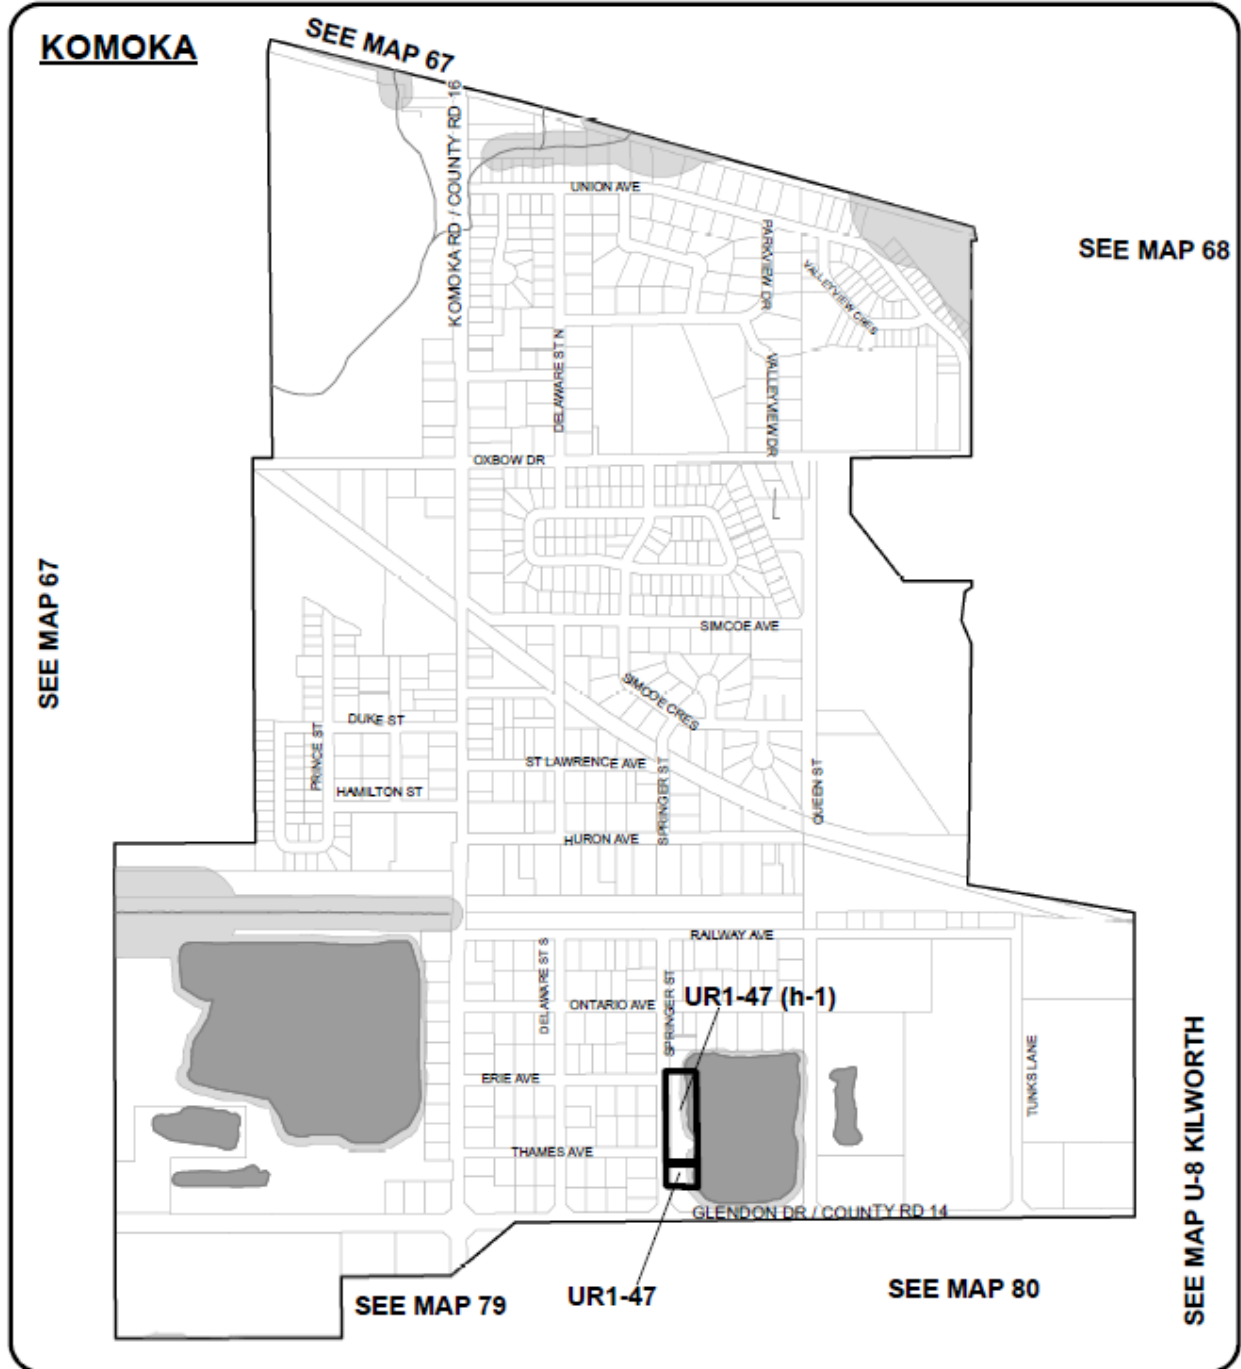 KOMOKA
SEE MAP 67
KOMOKA RD / COUNTY RD 16
UNION AVE
PARKVIEW DR
VALLEYVIEW CRES
SEE MAP 68
DELAWARE ST N
VALLEYVIEW DR
OXBOW DR
SEE MAP 67
SIMCOE AVE
SIMCOE CRES
DUKE ST
PRINCE ST
ST LAWRENCE AVE
HAMILTON ST
SPRINGER ST
QUEEN ST
HURON AVE
RAILWAY AVE
DELAWARE ST S
SPRINGER ST
UR1-47 (h-1)
ONTARIO AVE
TUNKS LANE
ERIE AVE
THAMES AVE
GLENDON DR / COUNTY RD 14
SEE MAP U-8 KILWORTH
UR1-47
SEE MAP 79
SEE MAP 80